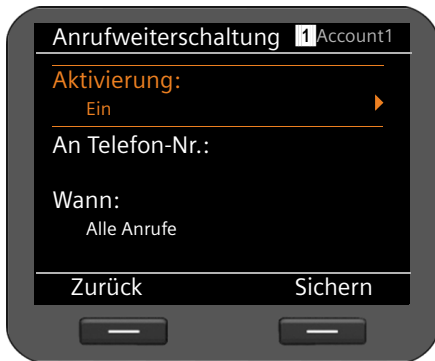 Anrufweiterschaltung 1 Account1
Aktivierung:
Ein
An Telefon-Nr.:
Wann:
Alle Anrufe
Zurück Sichern